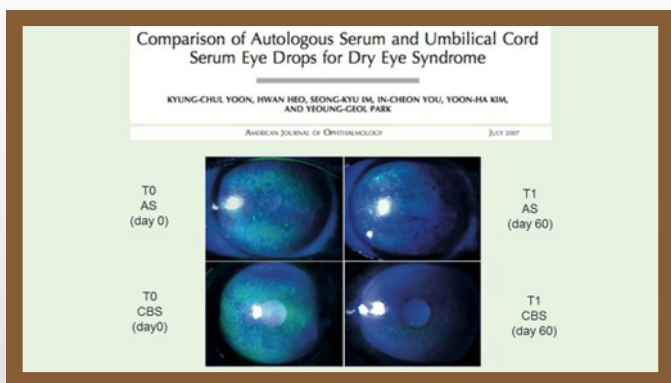 Comparison of Autologous Serum and Umbilical Cord
Serum Eye Drops for Dry Eye Syndrome
KYUNG-CHUL YOON, HWAN HEO, SEONG-KYU IM, IN-CHEON YOU, YOON-HA KIM,
AND YEOUNG-GEOL PARK
AMERICAN JOURNAL OF OPHTHALMOLOGY JULY 2007
T0
AS
(day 0)
T1
AS
(day 60)
T0
CBS
(day0)
T1
CBS
(day 60)